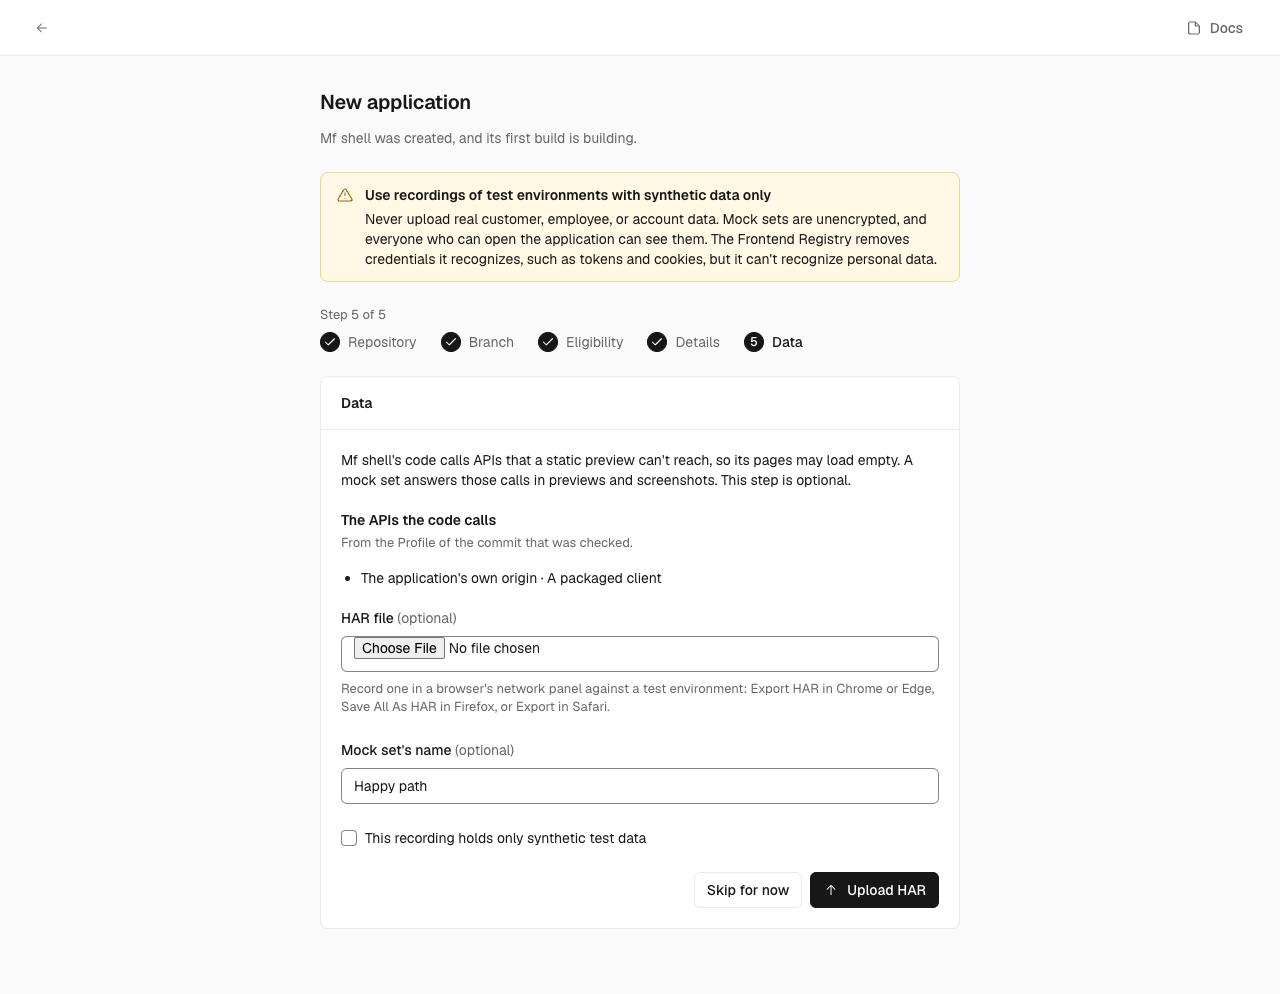 Docs
New application
Mf shell was created, and its first build is building.
Use recordings of test environments with synthetic data only
Never upload real customer, employee, or account data. Mock sets are unencrypted, and
everyone who can open the application can see them. The Frontend Registry removes
credentials it recognizes, such as tokens and cookies, but it can't recognize personal data.
Step 5 of 5
Repository Branch Eligibility Details 5 Data
Data
Mf shell's code calls APIs that a static preview can't reach, so its pages may load empty. A
mock set answers those calls in previews and screenshots. This step is optional.
The APIs the code calls
From the Profile of the commit that was checked.
• The application's own origin · A packaged client
HAR file (optional)
Choose File No file chosen
Record one in a browser's network panel against a test environment: Export HAR in Chrome or Edge,
Save All As HAR in Firefox, or Export in Safari.
Mock set's name (optional)
Happy path
This recording holds only synthetic test data
Skip for now Upload HAR